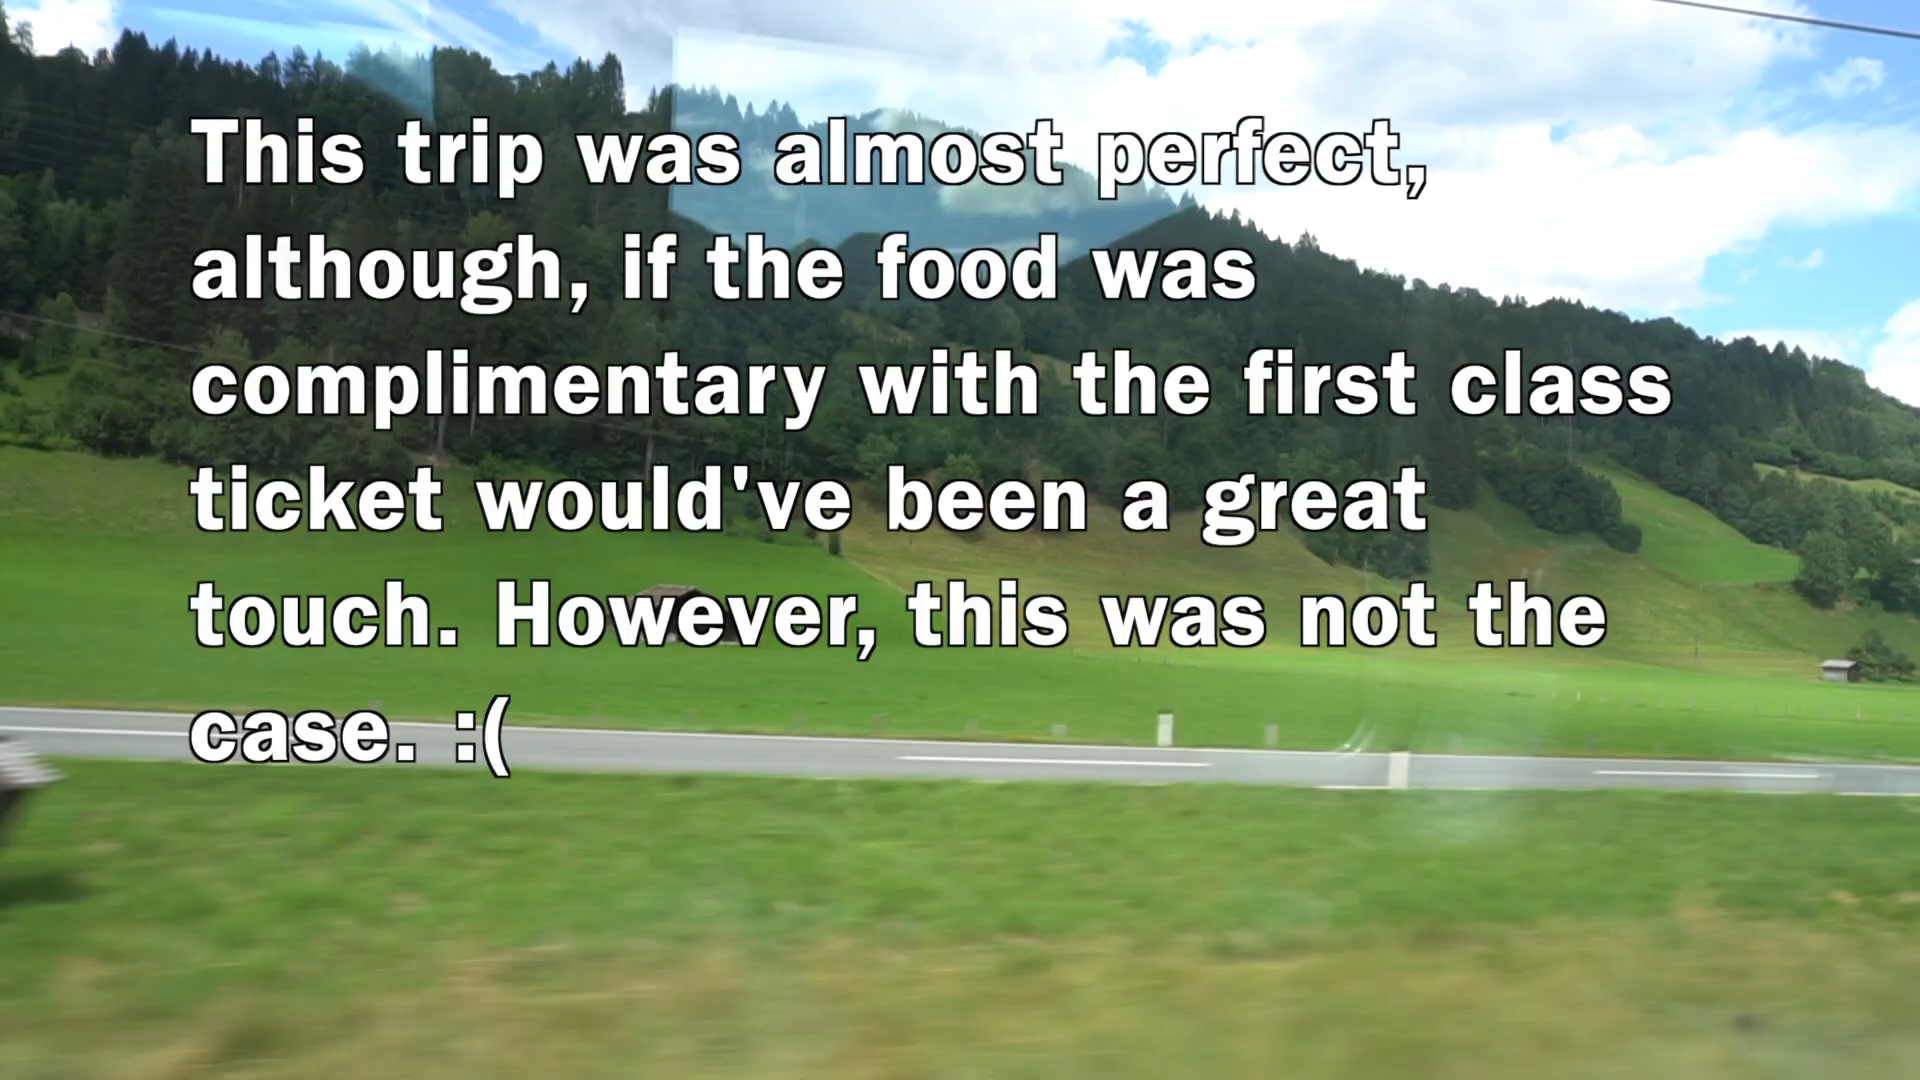 This trip was almost perfect,
although, if the food was
complimentary with the first class
ticket would've been a great
touch. However, this was not the
case. :(